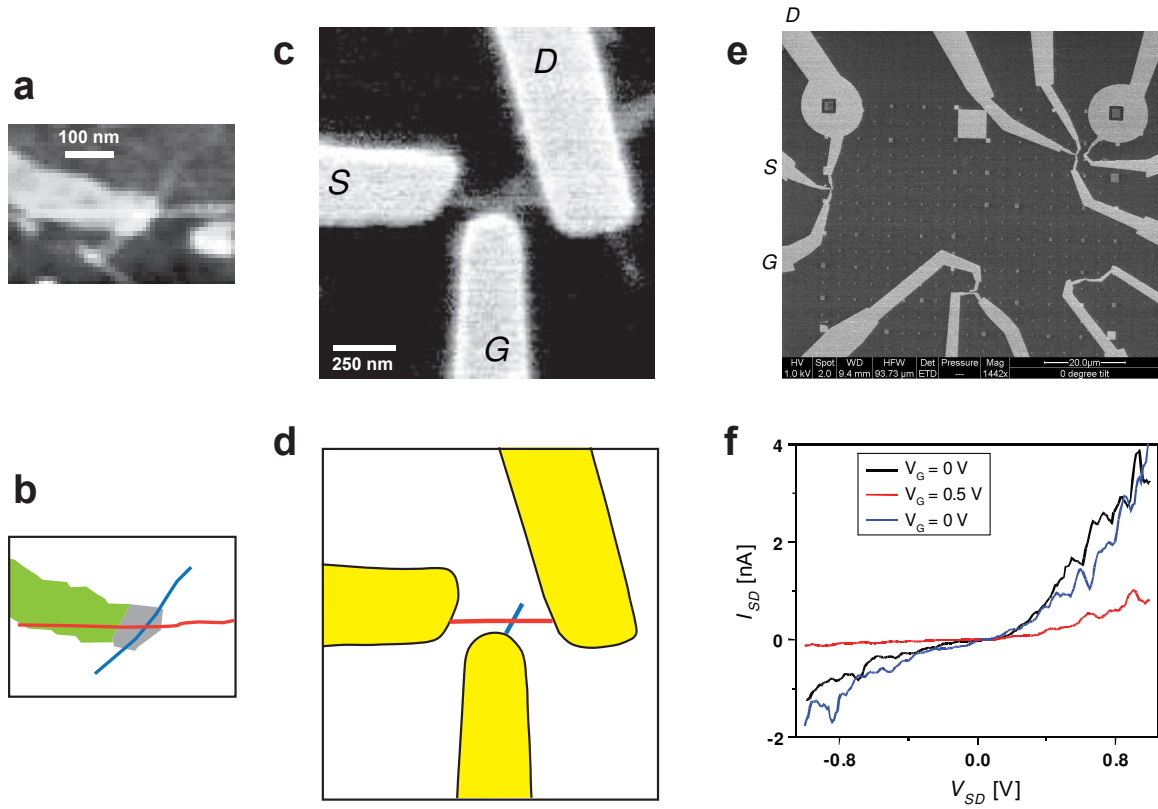 a
100 nm
b
c
D
S
G
250 nm
d
D
S
G
e
HV Spot WD HFW Det Pressure Mag 20.0µm
1.0 kV 2.0 9.4 mm 93.73 µm ETD --- 1442x 0 degree tilt
f
4
2
0
-2
I_SD [nA]
V_G = 0 V
V_G = 0.5 V
V_G = 0 V
-0.8 0.0 0.8
V_SD [V]